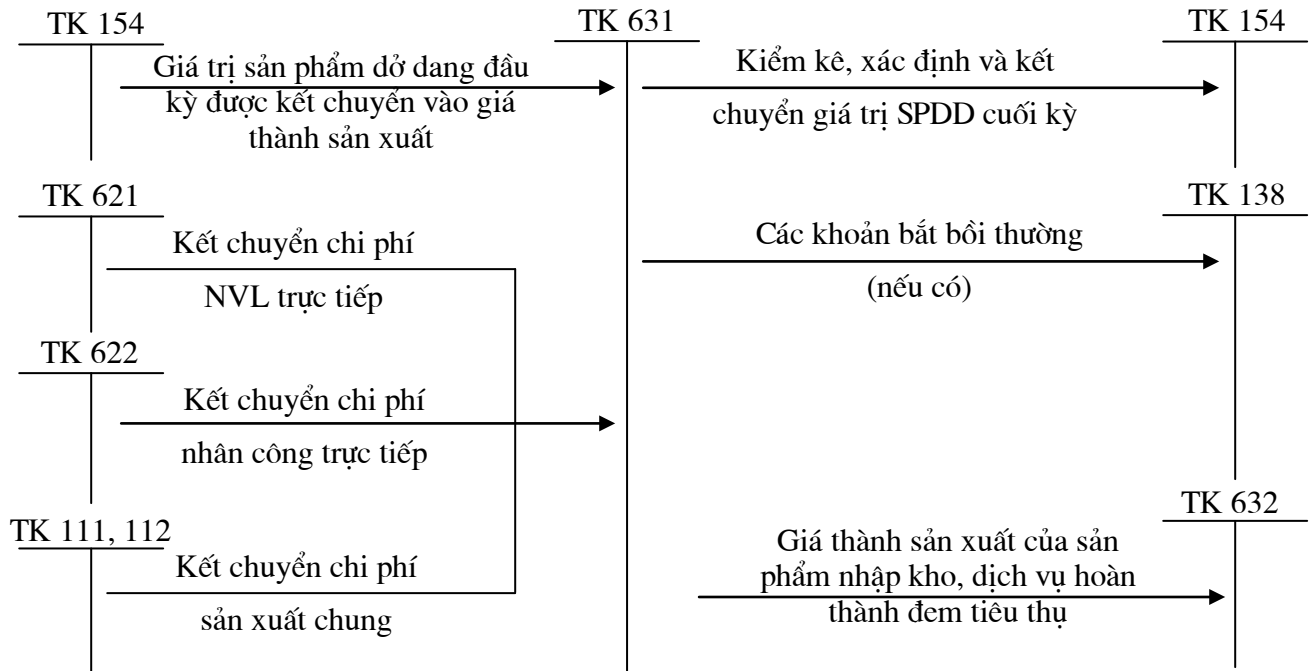 TK 154
TK 631
TK 154
Giá trị sản phẩm dở dang đầu
kỳ được kết chuyển vào giá
thành sản xuất
Kiểm kê, xác định và kết
chuyển giá trị SPDD cuối kỳ
TK 621
TK 138
Kết chuyển chi phí
NVL trực tiếp
Các khoản bắt bồi thường
(nếu có)
TK 622
Kết chuyển chi phí
nhân công trực tiếp
TK 632
TK 111, 112
Kết chuyển chi phí
sản xuất chung
Giá thành sản xuất của sản
phẩm nhập kho, dịch vụ hoàn
thành đem tiêu thụ